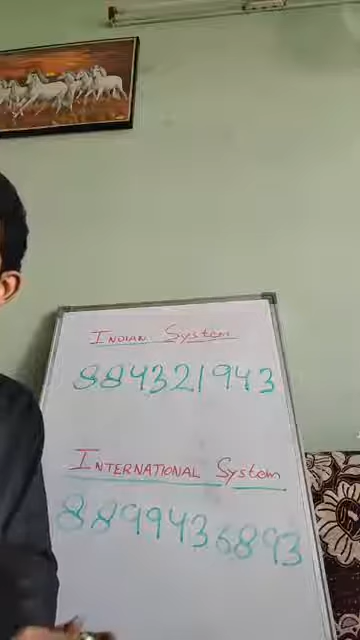 INDIAN System
884321943
INTERNATIONAL System
8899436893